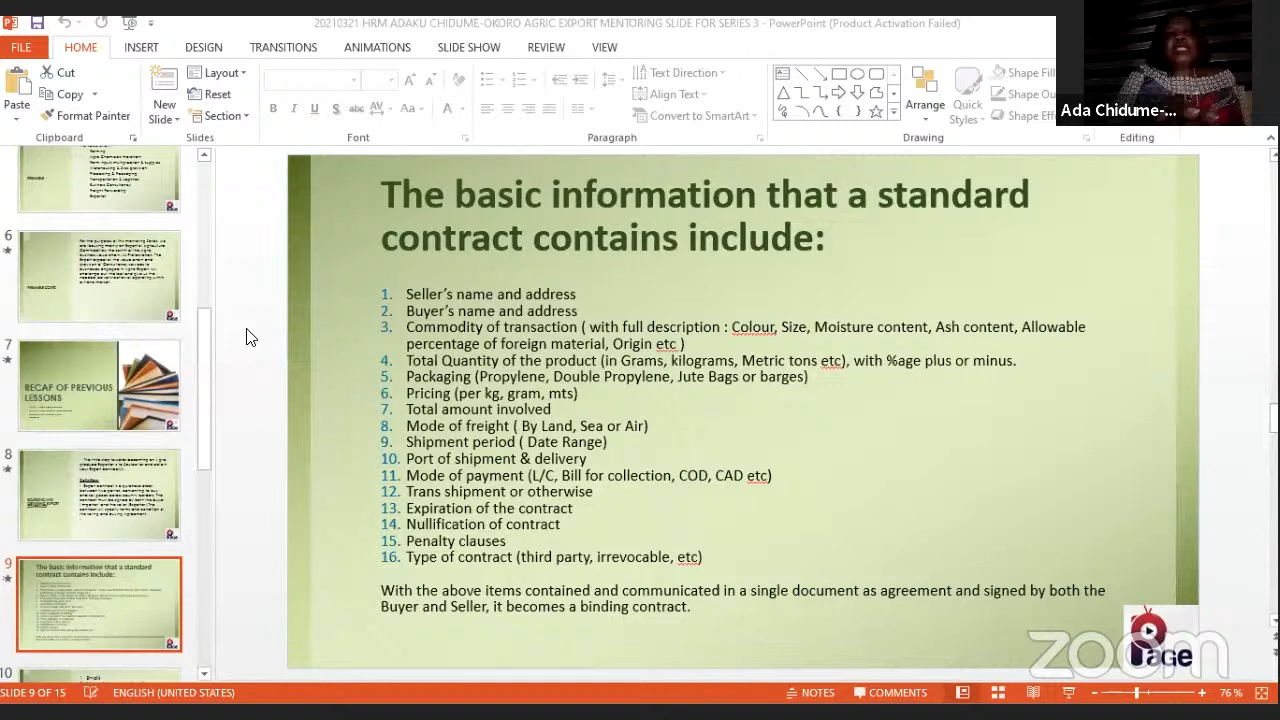 20210321 HRM ADAKU CHIDUME-OKORO AGRIC EXPORT MENTORING SLIDE FOR SERIES 3 - PowerPoint (Product Activation Failed)
FILE HOME INSERT DESIGN TRANSITIONS ANIMATIONS SLIDE SHOW REVIEW VIEW
Paste
Cut
Copy
Format Painter
Clipboard
New
Slide
Layout
Reset
Section
Slides
Font
Text Direction
Align Text
Convert to SmartArt
Paragraph
Arrange
Quick
Styles
Shape Fill
Shape Ou
Shape Effe
Drawing
Editing
Ada Chidume-...
6
7
RECAP OF PREVIOUS
LESSONS
8
9
The basic information that a standard
contract contains include:
10
The basic information that a standard
contract contains include:
1. Seller's name and address
2. Buyer's name and address
3. Commodity of transaction ( with full description : Colour, Size, Moisture content, Ash content, Allowable
percentage of foreign material, Origin etc )
4. Total Quantity of the product (in Grams, kilograms, Metric tons etc), with %age plus or minus.
5. Packaging (Propylene, Double Propylene, Jute Bags or barges)
6. Pricing (per kg, gram, mts)
7. Total amount involved
8. Mode of freight ( By Land, Sea or Air)
9. Shipment period ( Date Range)
10. Port of shipment & delivery
11. Mode of payment (L/C, Bill for collection, COD, CAD etc)
12. Trans shipment or otherwise
13. Expiration of the contract
14. Nullification of contract
15. Penalty clauses
16. Type of contract (third party, irrevocable, etc)
With the above items contained and communicated in a single document as agreement and signed by both the
Buyer and Seller, it becomes a binding contract.
Page
zoom
SLIDE 9 OF 15 ENGLISH (UNITED STATES) NOTES COMMENTS 76 %